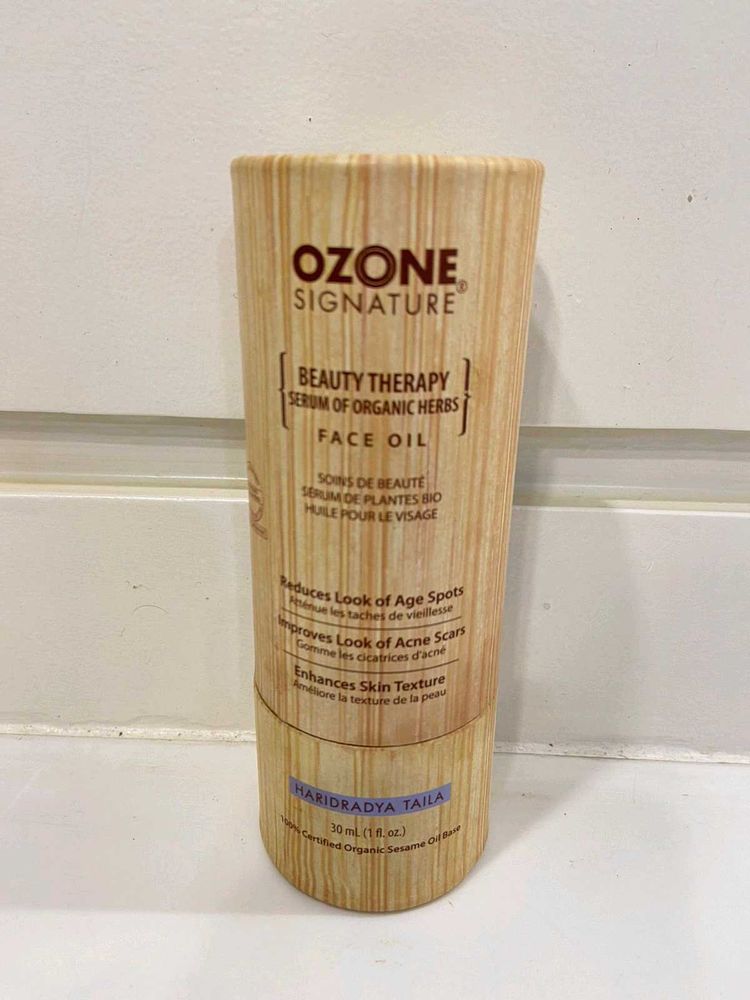 OZONE
SIGNATURE®
BEAUTY THERAPY
SERUM OF ORGANIC HERBS
FACE OIL
SOINS DE BEAUTÉ
SÉRUM DE PLANTES BIO
HUILE POUR LE VISAGE
Reduces Look of Age Spots
Atténue les taches de vieillesse
Improves Look of Acne Scars
Gomme les cicatrices d'acné
Enhances Skin Texture
Améliore la texture de la peau
HARIDRADYA TAILA
30 mL (1 fl. oz.)
100% Certified Organic Sesame Oil Base